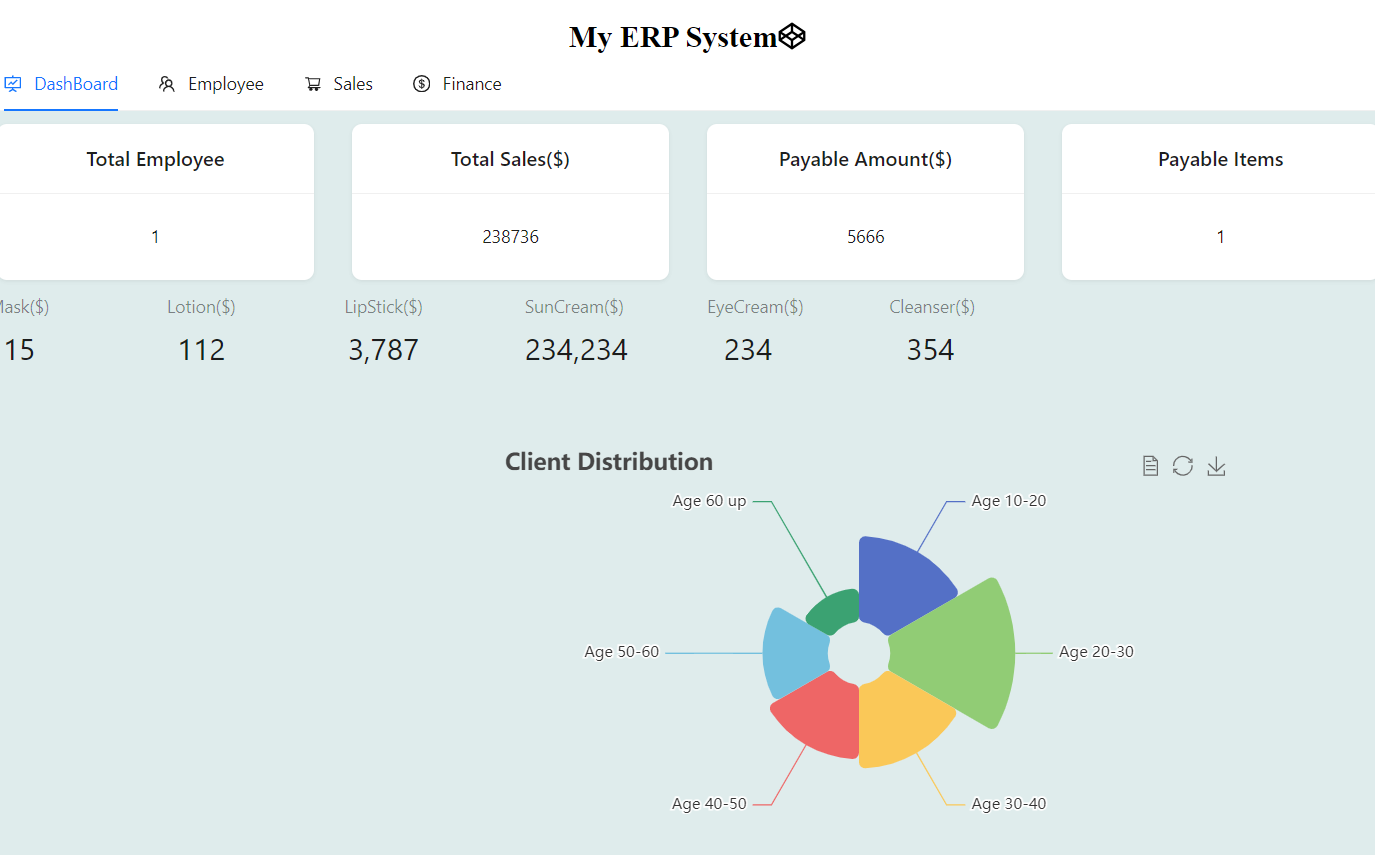 My ERP System
DashBoard Employee Sales Finance
Total Employee Total Sales($) Payable Amount($) Payable Items
1 238736 5666 1
Lotion($) LipStick($) SunCream($) EyeCream($) Cleanser($)
15 112 3,787 234,234 234 354
Client Distribution
Age 60 up Age 10-20
Age 50-60 Age 20-30
Age 40-50 Age 30-40